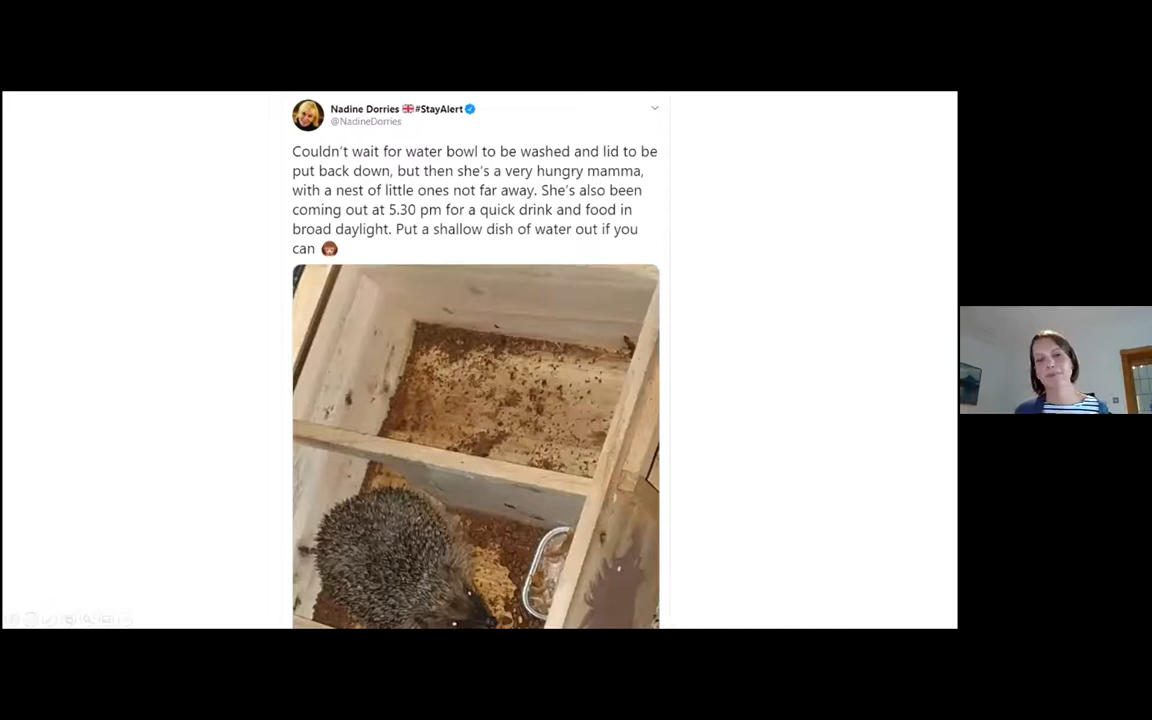 Nadine Dorries 🇬🇧#StayAlert
@NadineDorries
Couldn't wait for water bowl to be washed and lid to be
put back down, but then she's a very hungry mamma,
with a nest of little ones not far away. She's also been
coming out at 5.30 pm for a quick drink and food in
broad daylight. Put a shallow dish of water out if you
can